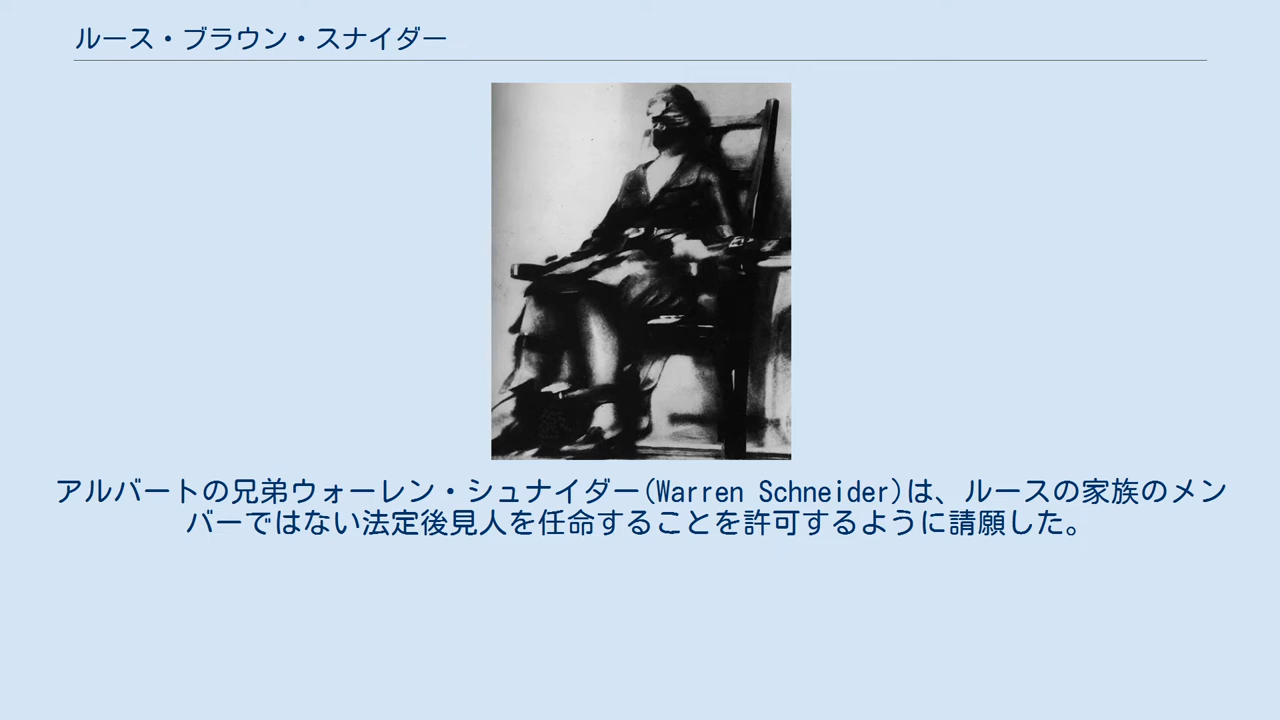 ルース・ブラウン・スナイダー
アルバートの兄弟ウォーレン・シュナイダー(Warren Schneider)は、ルースの家族のメン
バーではない法定後見人を任命することを許可するように請願した。